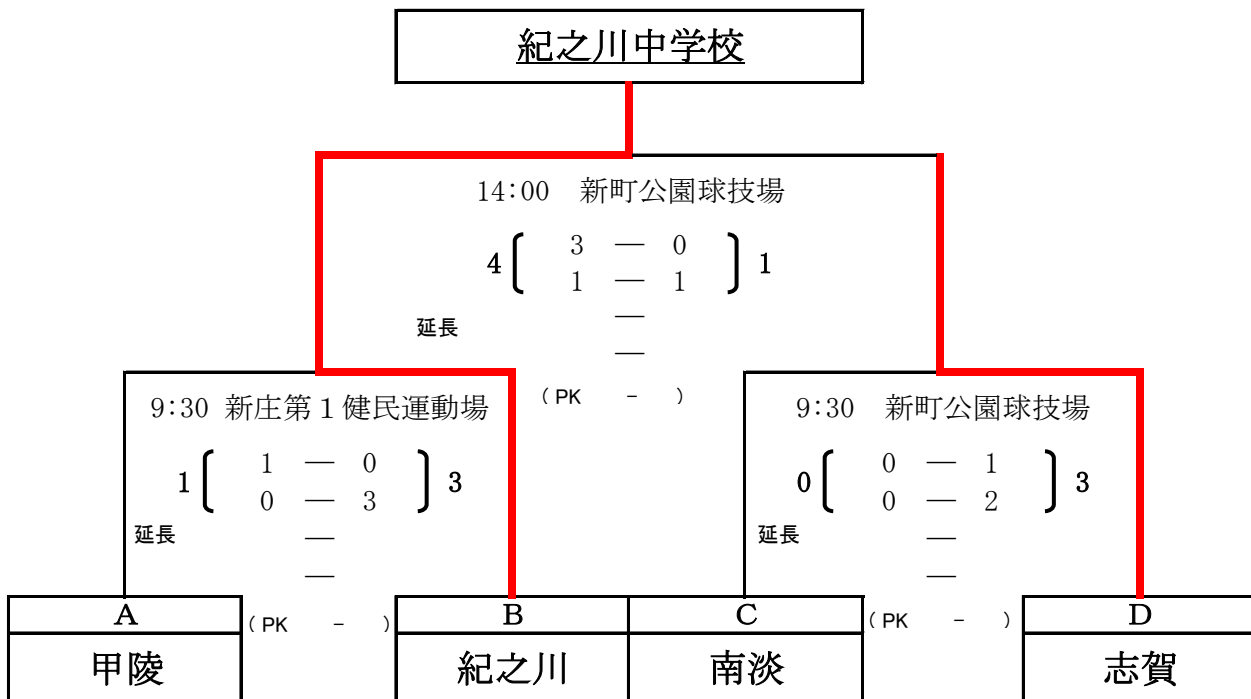 紀之川中学校
14:00 新町公園球技場
4 3 — 0 1
1 — 1
延長 —
—
( PK - )
9:30 新庄第１健民運動場
1 1 — 0 3
0 — 3
延長 —
—
( PK - )
9:30 新町公園球技場
0 0 — 1 3
0 — 2
延長 —
—
( PK - )
A B C D
甲陵 紀之川 南淡 志賀